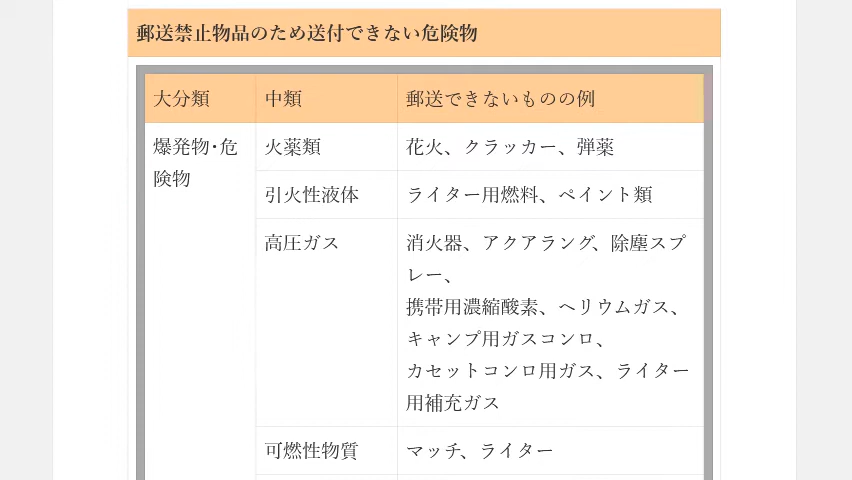 郵送禁止物品のため送付できない危険物
大分類 中類 郵送できないものの例
爆発物･危 火薬類 花火、クラッカー、弾薬
険物
引火性液体 ライター用燃料、ペイント類
高圧ガス 消火器、アクアラング、除塵スプ
レー、
携帯用濃縮酸素、ヘリウムガス、
キャンプ用ガスコンロ、
カセットコンロ用ガス、ライター
用補充ガス
可燃性物質 マッチ、ライター